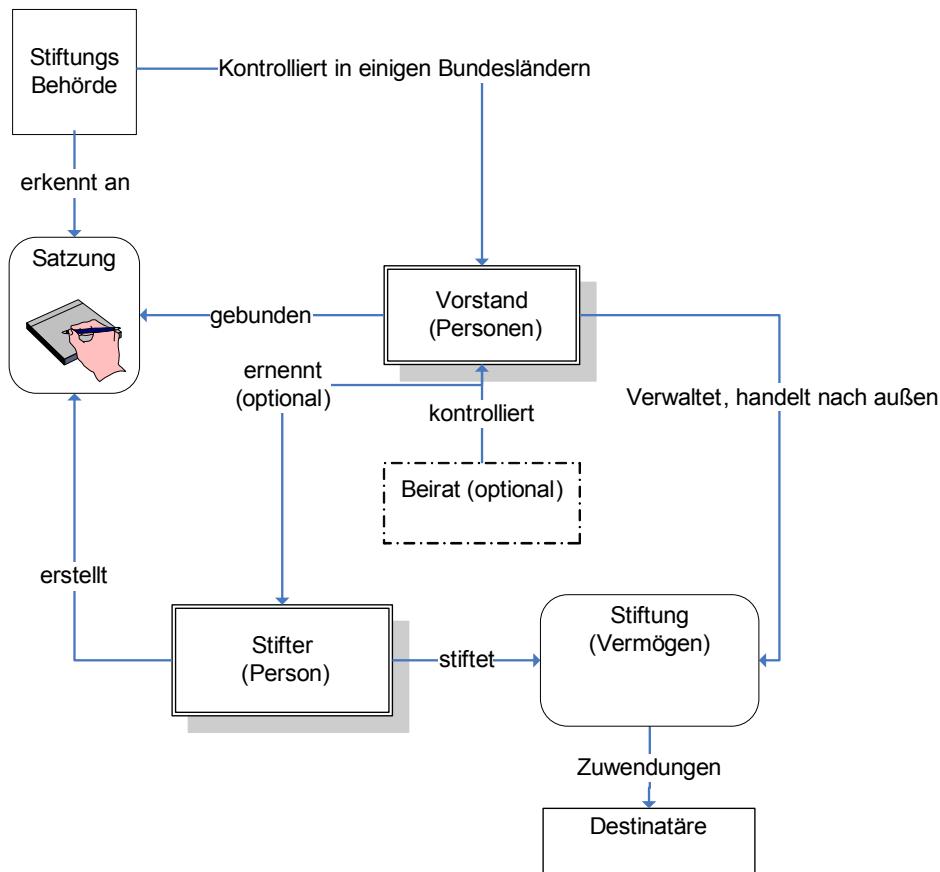 Stiftungs
Behörde
Kontrolliert in einigen Bundesländern
erkennt an
Satzung
Vorstand
(Personen)
gebunden
ernennt
(optional)
Verwaltet, handelt nach außen
kontrolliert
Beirat (optional)
erstellt
Stifter
(Person)
stiftet
Stiftung
(Vermögen)
Zuwendungen
Destinatäre